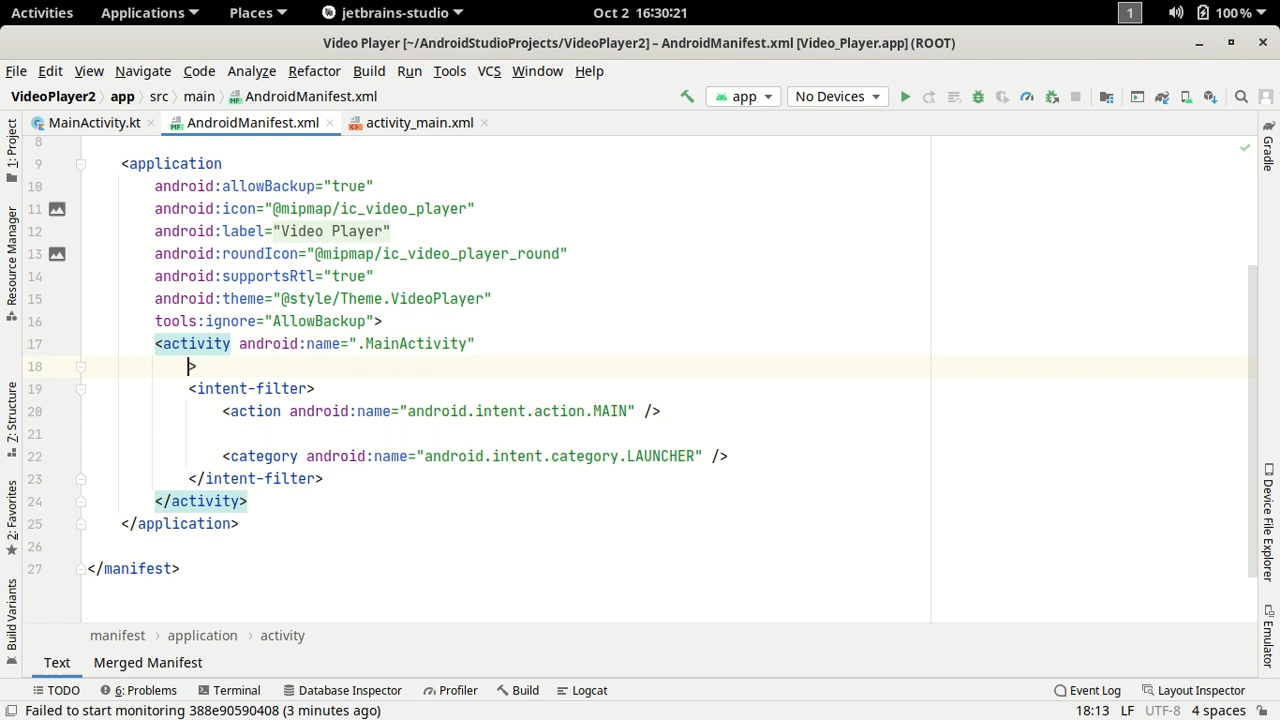 Activities Applications Places jetbrains-studio Oct 2 16:30:21 1 100%
Video Player [~/AndroidStudioProjects/VideoPlayer2] – AndroidManifest.xml [Video_Player.app] (ROOT)
File Edit View Navigate Code Analyze Refactor Build Run Tools VCS Window Help
VideoPlayer2 app src main AndroidManifest.xml app No Devices
MainActivity.kt AndroidManifest.xml activity_main.xml
8
9 <application
10 android:allowBackup="true"
11 android:icon="@mipmap/ic_video_player"
12 android:label="Video Player"
13 android:roundIcon="@mipmap/ic_video_player_round"
14 android:supportsRtl="true"
15 android:theme="@style/Theme.VideoPlayer"
16 tools:ignore="AllowBackup">
17 <activity android:name=".MainActivity"
18 >
19 <intent-filter>
20 <action android:name="android.intent.action.MAIN" />
21
22 <category android:name="android.intent.category.LAUNCHER" />
23 </intent-filter>
24 </activity>
25 </application>
26
27 </manifest>
1: Project
Resource Manager
7: Structure
2: Favorites
Build Variants
Gradle
Device File Explorer
Emulator
manifest › application › activity
Text Merged Manifest
TODO 6: Problems Terminal Database Inspector Profiler Build Logcat Event Log Layout Inspector
Failed to start monitoring 388e90590408 (3 minutes ago) 18:13 LF UTF-8 4 spaces